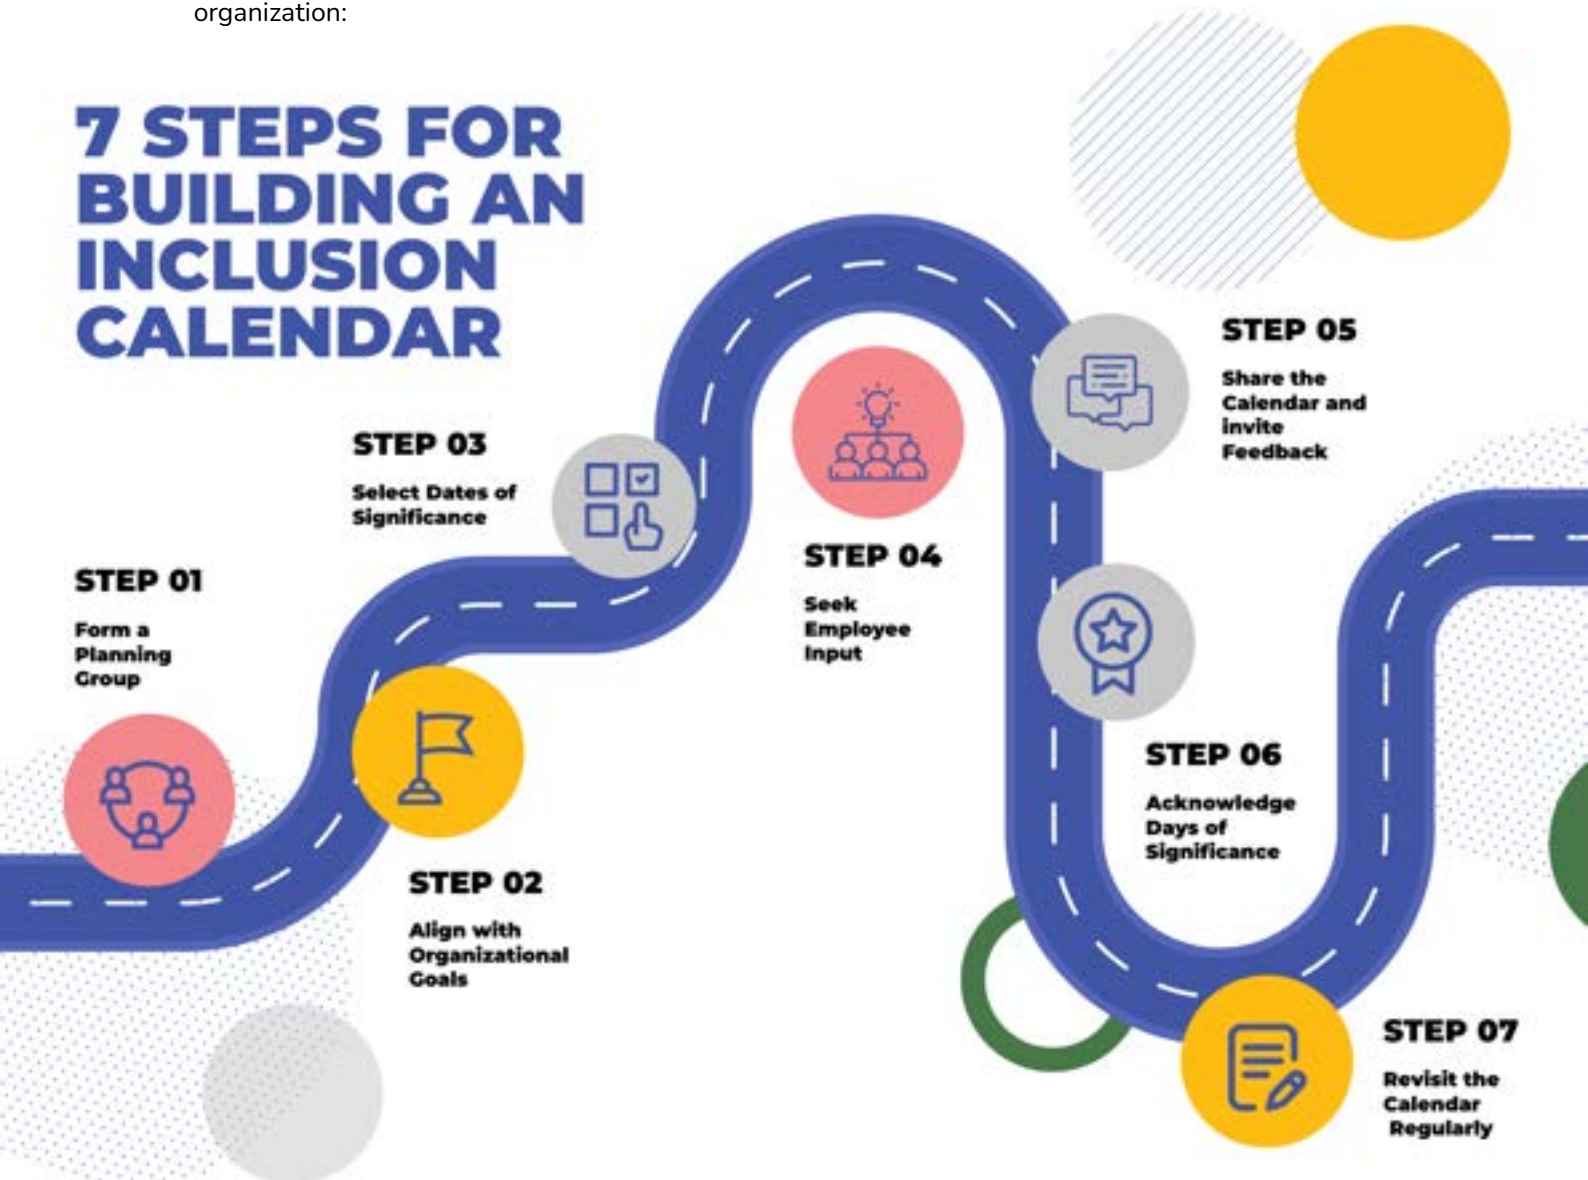 organization:
7 STEPS FOR
BUILDING AN
INCLUSION
CALENDAR
STEP 01
Form a
Planning
Group
STEP 02
Align with
Organizational
Goals
STEP 03
Select Dates of
Significance
STEP 04
Seek
Employee
Input
STEP 05
Share the
Calendar and
invite
Feedback
STEP 06
Acknowledge
Days of
Significance
STEP 07
Revisit the
Calendar
Regularly